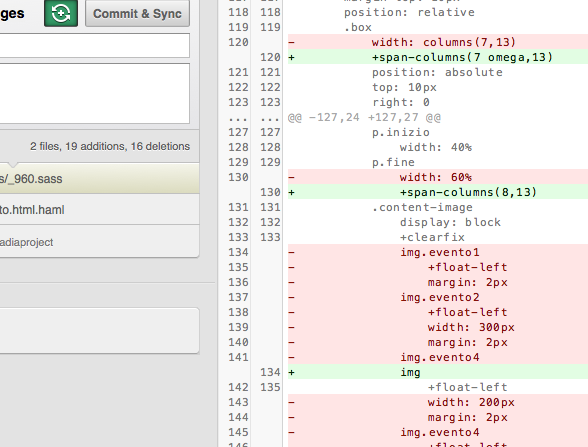 ges
Commit & Sync
2 files, 19 additions, 16 deletions
s/_960.sass
to.html.haml
adiaproject
118 118 position: relative
119 119 .box
120 - width: columns(7,13)
120 + +span-columns(7 omega,13)
121 121 position: absolute
122 122 top: 10px
123 123 right: 0
... ... @@ -127,24 +127,27 @@
127 127 p.inizio
128 128 width: 40%
129 129 p.fine
130 - width: 60%
130 + +span-columns(8,13)
131 131 .content-image
132 132 display: block
133 133 +clearfix
134 - img.evento1
135 - +float-left
136 - margin: 2px
137 - img.evento2
138 - +float-left
139 - width: 300px
140 - margin: 2px
141 - img.evento4
134 + img
142 135 +float-left
143 - width: 200px
144 - margin: 2px
145 - img.evento4
146 - +float-left